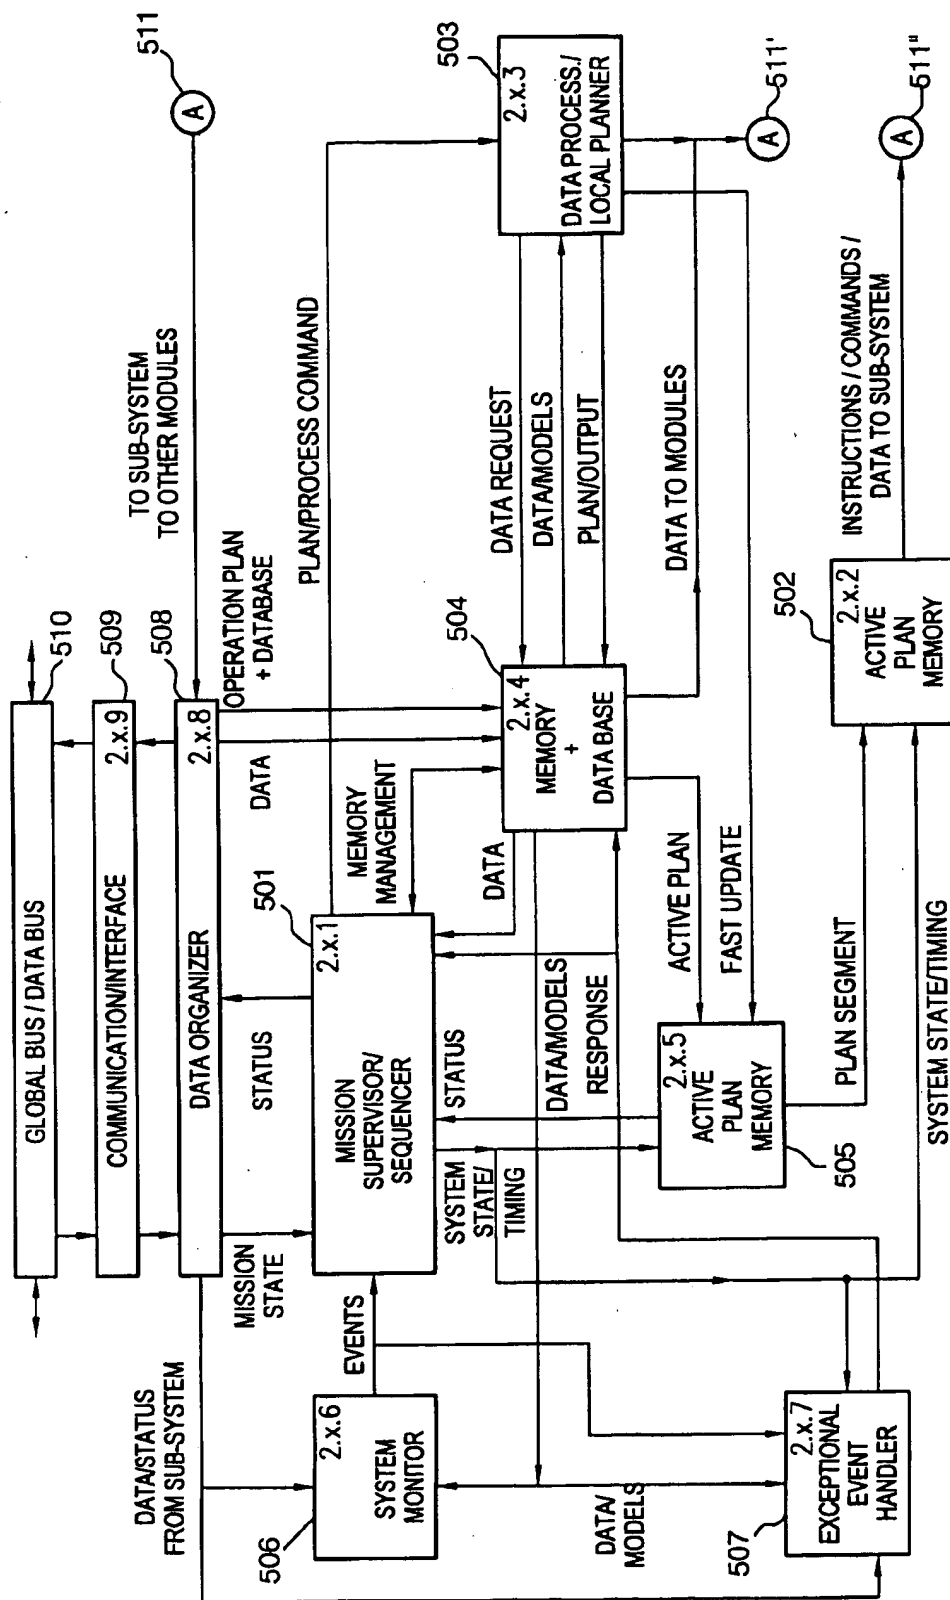 GLOBAL BUS / DATA BUS
510
COMMUNICATION/INTERFACE
2.x.9
509
DATA ORGANIZER
2.x.8
508
TO SUB-SYSTEM
TO OTHER MODULES
A
511
DATA/STATUS
FROM SUB-SYSTEM
MISSION
STATE
STATUS
DATA
OPERATION PLAN
+ DATABASE
PLAN/PROCESS COMMAND
2.x.6
SYSTEM
MONITOR
506
EVENTS
2.x.1
MISSION
SUPERVISOR/
SEQUENCER
501
MEMORY
MANAGEMENT
DATA
2.x.4
MEMORY
+
DATA BASE
504
DATA REQUEST
DATA/MODELS
PLAN/OUTPUT
2.x.3
DATA PROCESS./
LOCAL PLANNER
503
SYSTEM
STATE/
TIMING
STATUS
DATA/MODELS
RESPONSE
ACTIVE PLAN
FAST UPDATE
DATA TO MODULES
A
511'
DATA/
MODELS
2.x.7
EXCEPTIONAL
EVENT
HANDLER
507
2.x.5
ACTIVE
PLAN
MEMORY
505
PLAN SEGMENT
SYSTEM STATE/TIMING
2.x.2
ACTIVE
PLAN
MEMORY
502
INSTRUCTIONS / COMMANDS /
DATA TO SUB-SYSTEM
A
511"